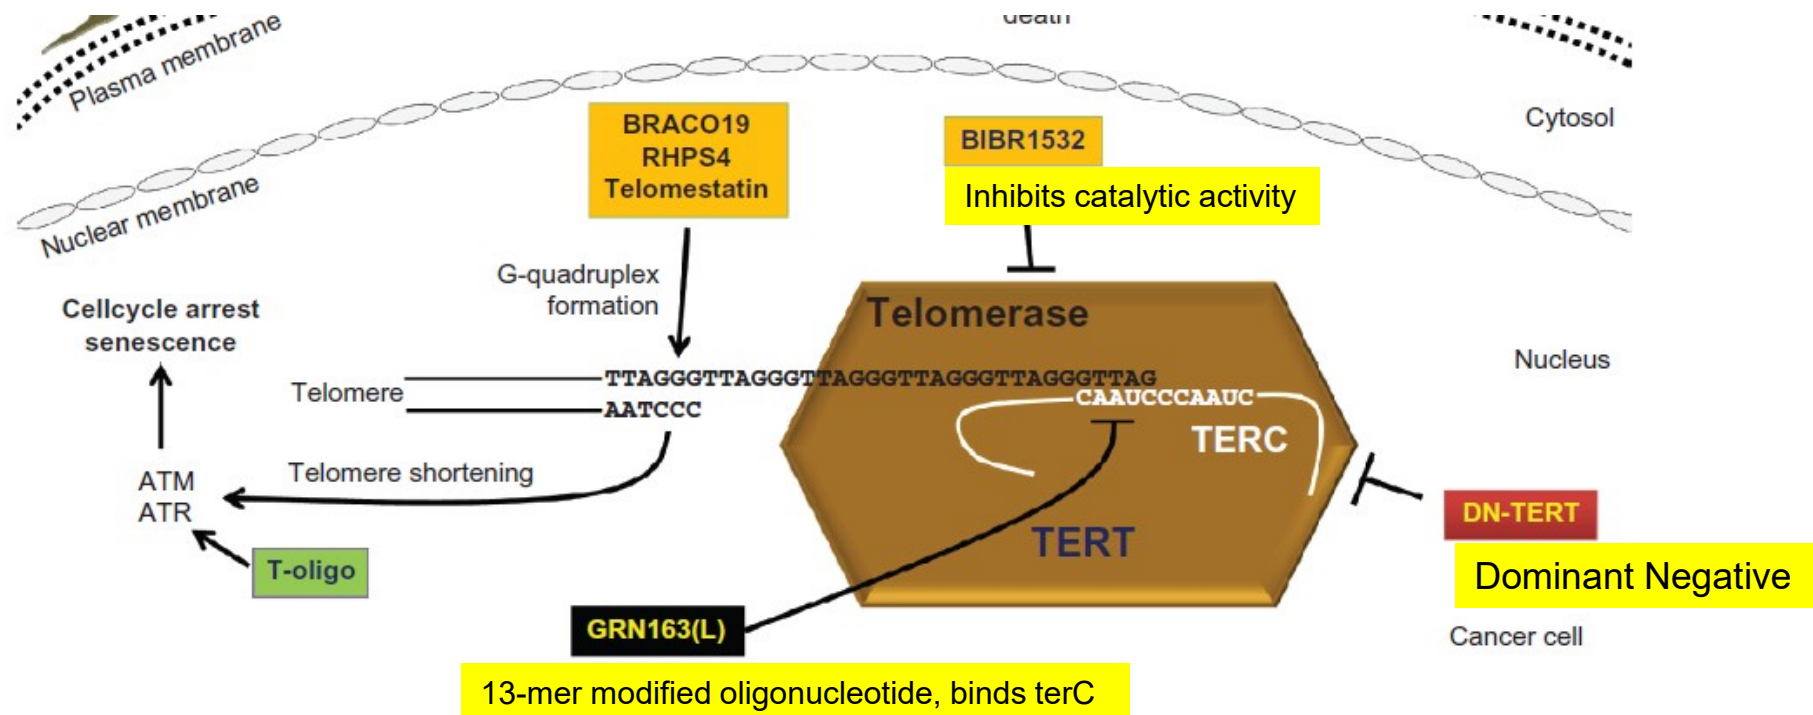 death
Plasma membrane
Cytosol
BRACO19
RHPS4
Telomestatin
BIBR1532
Inhibits catalytic activity
Nuclear membrane
G-quadruplex
formation
Cellcycle arrest
senescence
Telomerase
Nucleus
Telomere
TTAGGGTTAGGGTTAGGGTTAGGGTTAGGGTTAG
AATCCC
CAAUCCCAAUC
TERC
Telomere shortening
ATM
ATR
DN-TERT
TERT
T-oligo
Dominant Negative
GRN163(L)
Cancer cell
13-mer modified oligonucleotide, binds terC